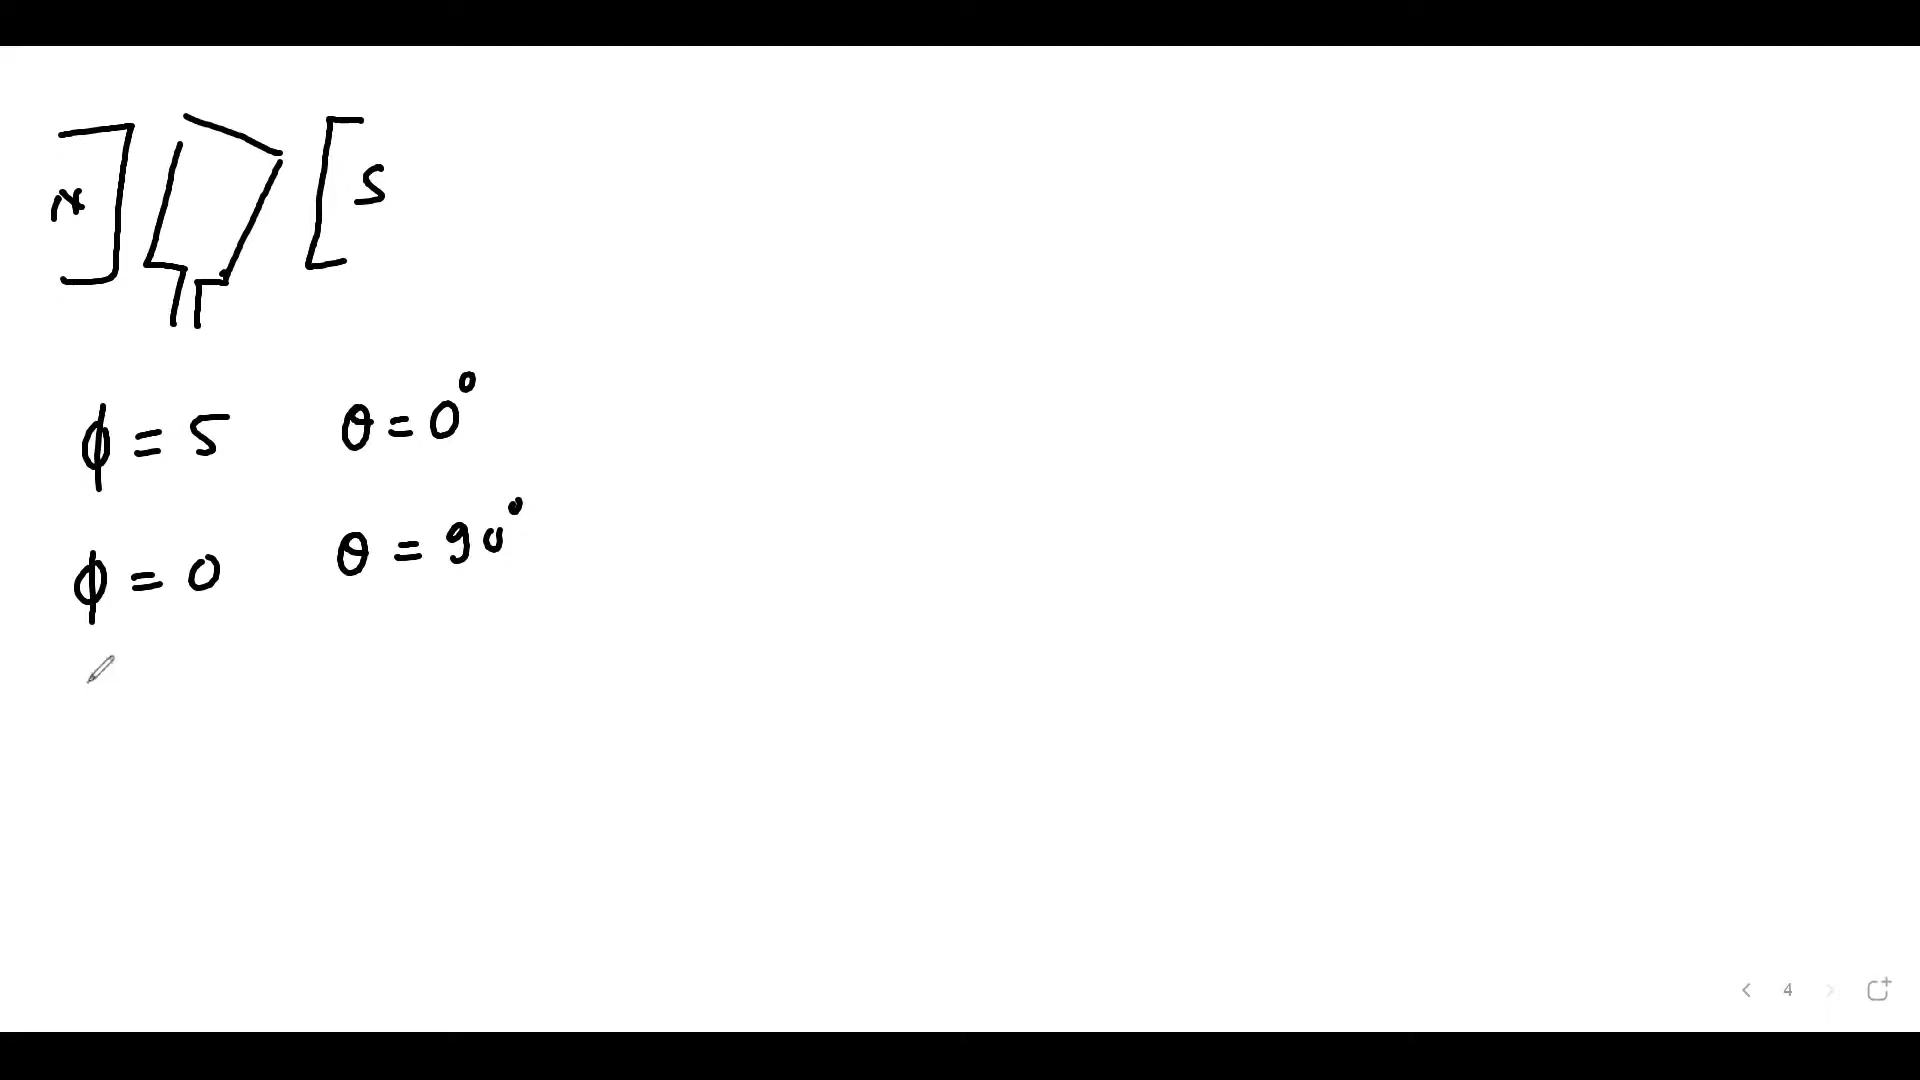 N S
ϕ = 5 θ = 0°
ϕ = 0 θ = 90°
4